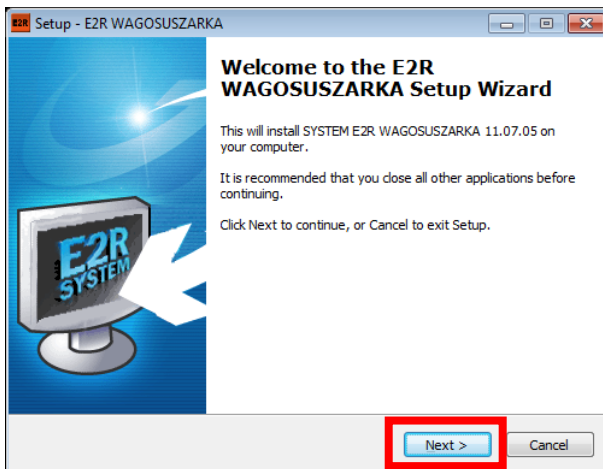 E2R Setup - E2R WAGOSUSZARKA
Welcome to the E2R
WAGOSUSZARKA Setup Wizard
This will install SYSTEM E2R WAGOSUSZARKA 11.07.05 on
your computer.
It is recommended that you close all other applications before
continuing.
Click Next to continue, or Cancel to exit Setup.
E2R
SYSTEM
Next >
Cancel